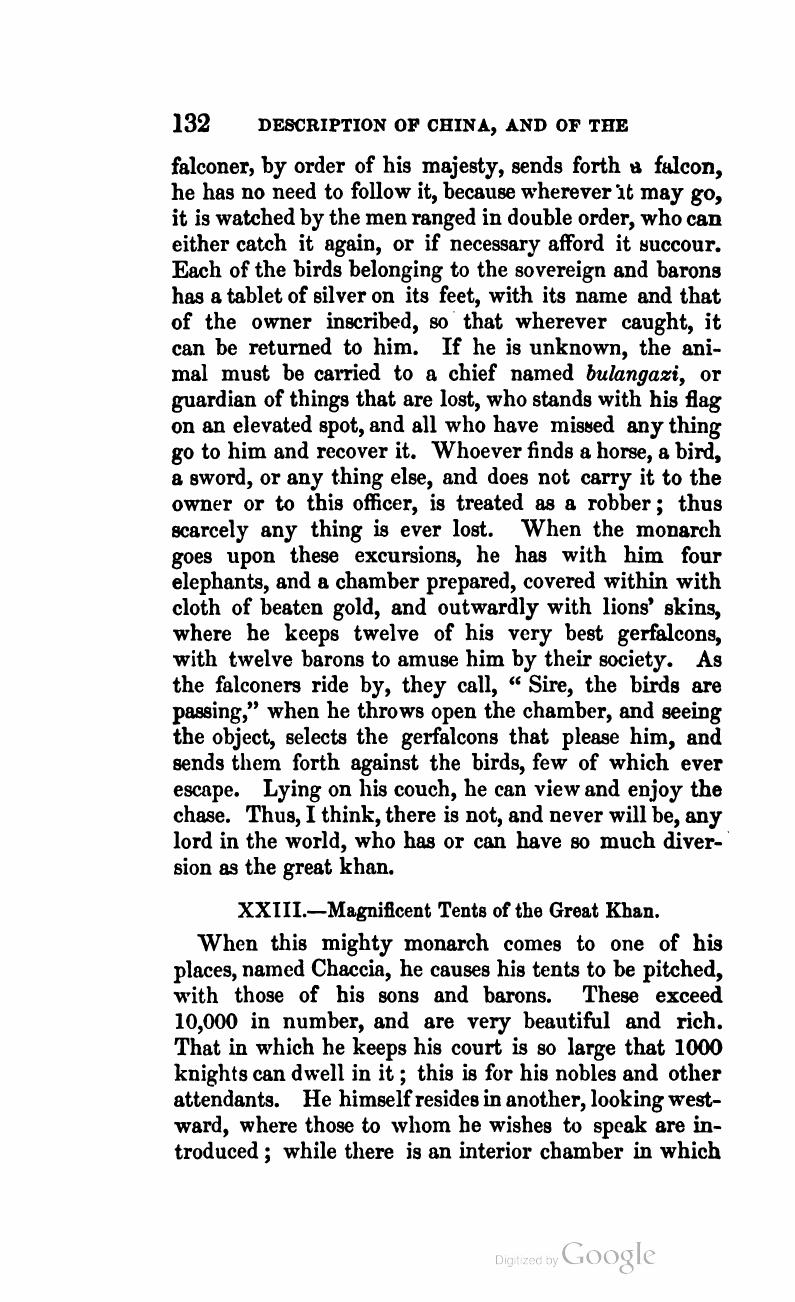 132 DESCRIPTION OF CHINA, AND OF THE
falconer, by order of his majesty, sends forth a falcon,
he has no need to follow it, because wherever it may go,
it is watched by the men ranged in double order, who can
either catch it again, or if necessary afford it succour.
Each of the birds belonging to the sovereign and barons
has a tablet of silver on its feet, with its name and that
of the owner inscribed, so that wherever caught, it
can be returned to him. If he is unknown, the ani-
mal must be carried to a chief named bulangazi, or
guardian of things that are lost, who stands with his flag
on an elevated spot, and all who have missed any thing
go to him and recover it. Whoever finds a horse, a bird,
a sword, or any thing else, and does not carry it to the
owner or to this officer, is treated as a robber; thus
scarcely any thing is ever lost. When the monarch
goes upon these excursions, he has with him four
elephants, and a chamber prepared, covered within with
cloth of beaten gold, and outwardly with lions' skins,
where he keeps twelve of his very best gerfalcons,
with twelve barons to amuse him by their society. As
the falconers ride by, they call, “ Sire, the birds are
passing,” when he throws open the chamber, and seeing
the object, selects the gerfalcons that please him, and
sends them forth against the birds, few of which ever
escape. Lying on his couch, he can view and enjoy the
chase. Thus, I think, there is not, and never will be, any
lord in the world, who has or can have so much diver-
sion as the great khan.
XXIII.—Magnificent Tents of the Great Khan.
When this mighty monarch comes to one of his
places, named Chaccia, he causes his tents to be pitched,
with those of his sons and barons. These exceed
10,000 in number, and are very beautiful and rich.
That in which he keeps his court is so large that 1000
knights can dwell in it; this is for his nobles and other
attendants. He himself resides in another, looking west-
ward, where those to whom he wishes to speak are in-
troduced; while there is an interior chamber in which
Digitized by Google